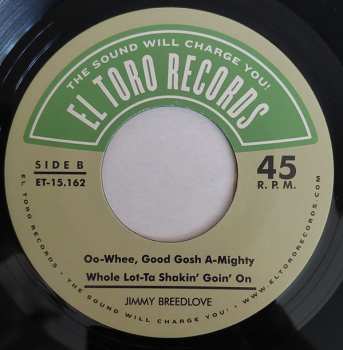 THE SOUND WILL CHARGE YOU!
EL TORO RECORDS
SIDE B
ET-15.162
45
R.P.M.
Oo-Whee, Good Gosh A-Mighty
Whole Lot-Ta Shakin' Goin' On
JIMMY BREEDLOVE
EL TORO RECORDS • THE SOUND WILL CHARGE YOU! • WWW.ELTORORECORDS.COM